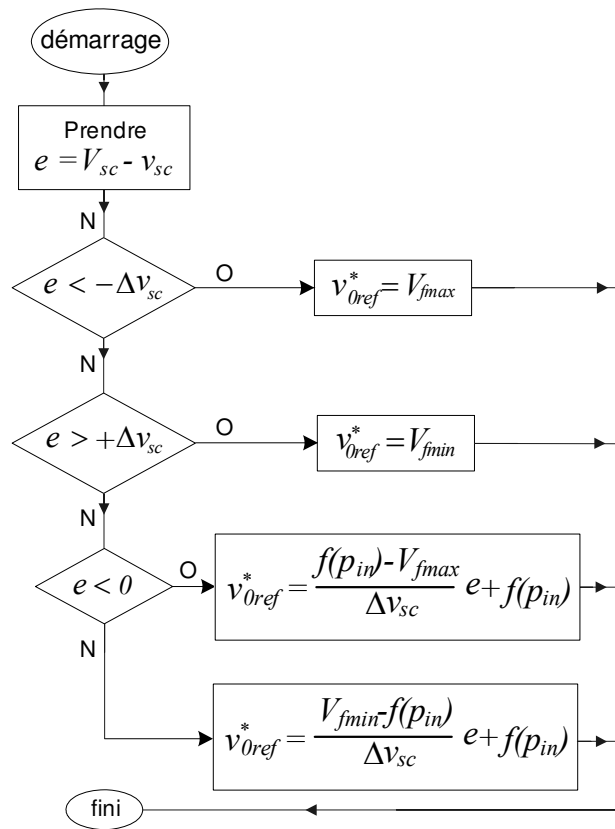 démarrage
Prendre
e = V_sc - v_sc
N
e < −Δv_sc
O
v*_0ref = V_fmax
N
e > +Δv_sc
O
v*_0ref = V_fmin
N
e < 0
O
v*_0ref = (f(p_in)-V_fmax)/(Δv_sc) e + f(p_in)
N
v*_0ref = (V_fmin-f(p_in))/(Δv_sc) e + f(p_in)
fini